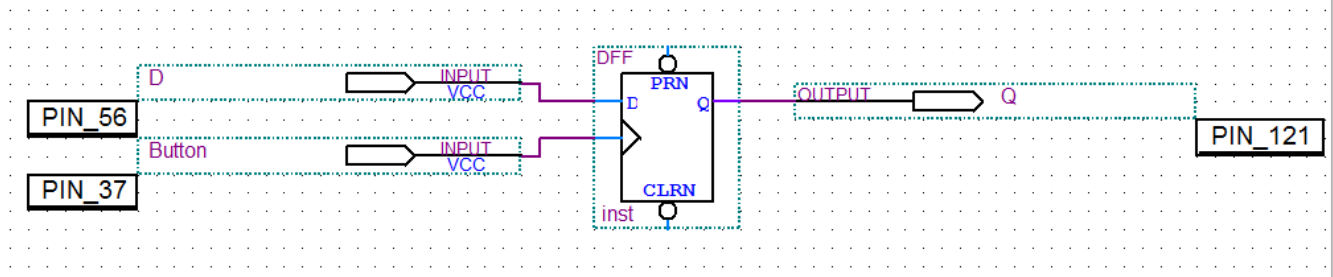 D
INPUT
VCC
PIN_56
Button
INPUT
VCC
PIN_37
DFF
PRN
D
Q
CLRN
inst
OUTPUT
Q
PIN_121